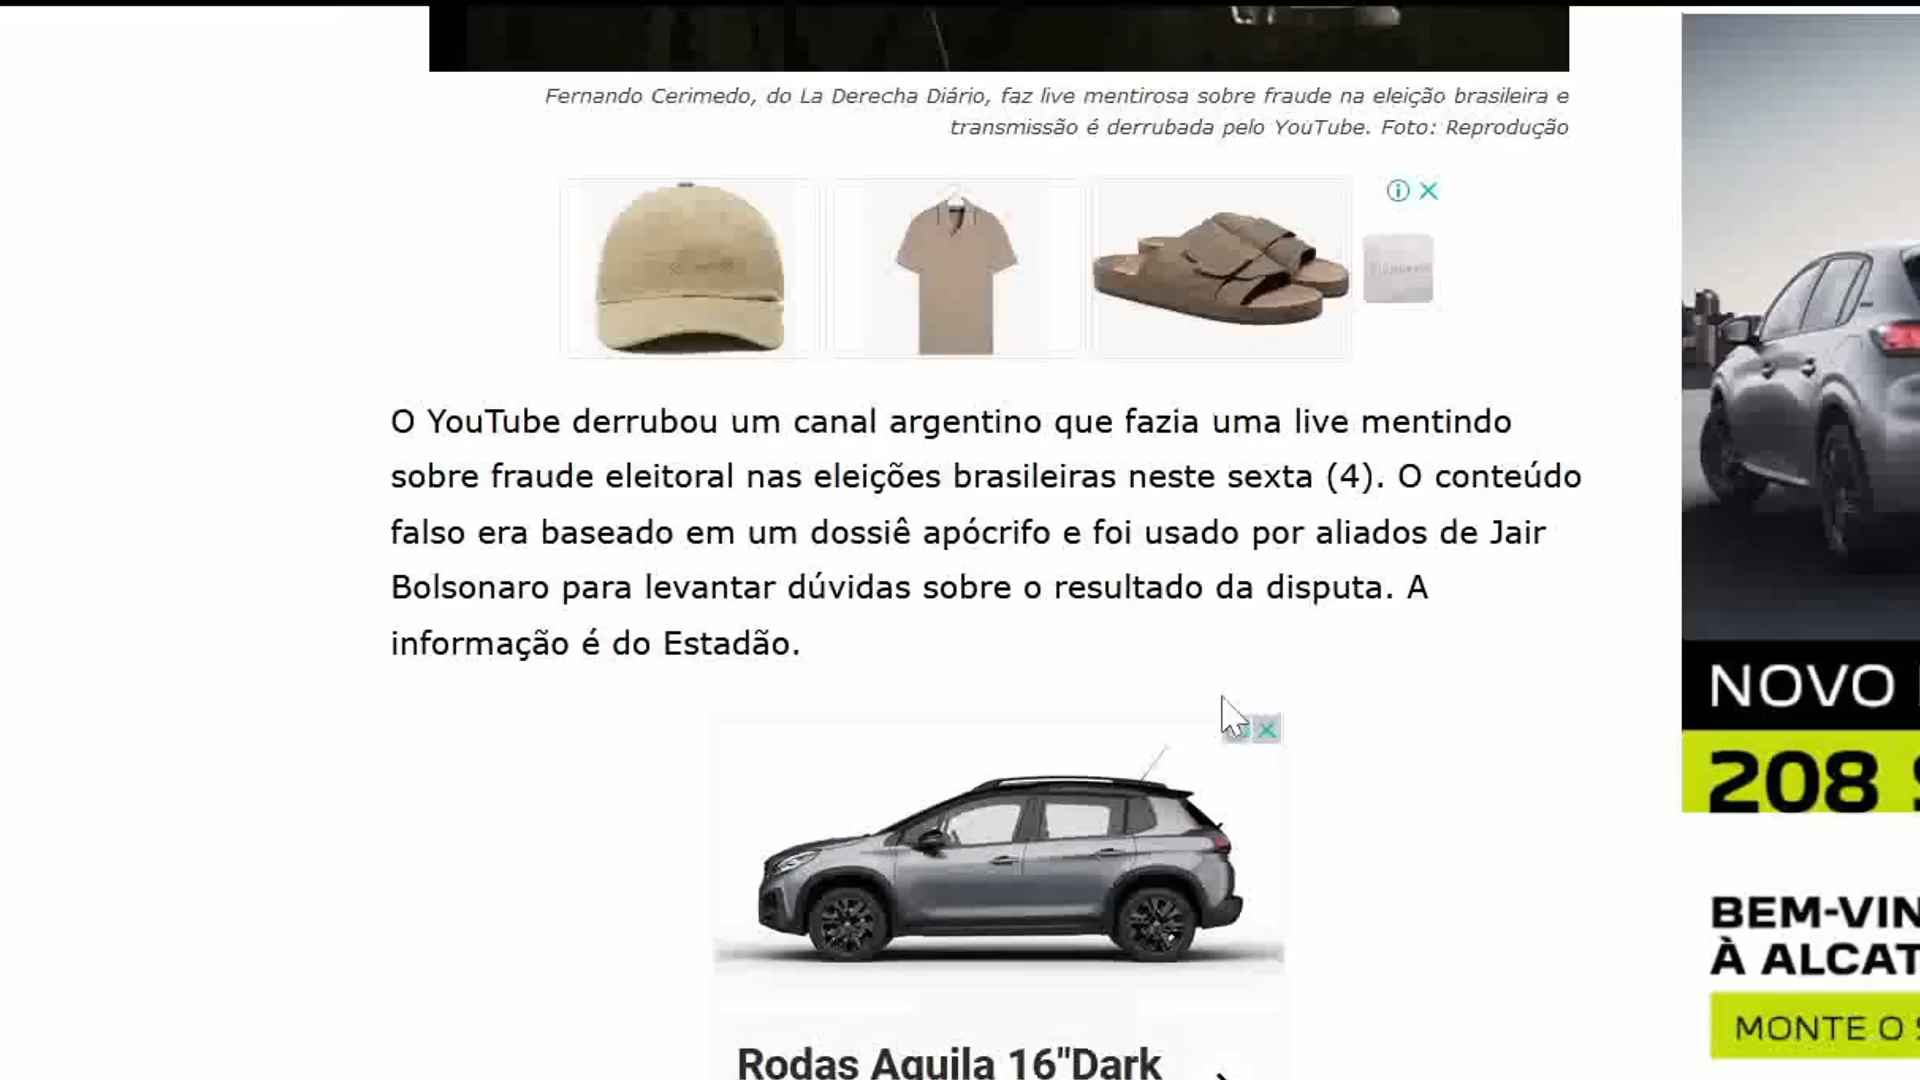 Fernando Cerimedo, do La Derecha Diário, faz live mentirosa sobre fraude na eleição brasileira e
transmissão é derrubada pelo YouTube. Foto: Reprodução
O YouTube derrubou um canal argentino que fazia uma live mentindo
sobre fraude eleitoral nas eleições brasileiras neste sexta (4). O conteúdo
falso era baseado em um dossiê apócrifo e foi usado por aliados de Jair
Bolsonaro para levantar dúvidas sobre o resultado da disputa. A
informação é do Estadão.
NOVO
208
BEM-VIN
À ALCAT
MONTE O
Rodas Aquila 16"Dark